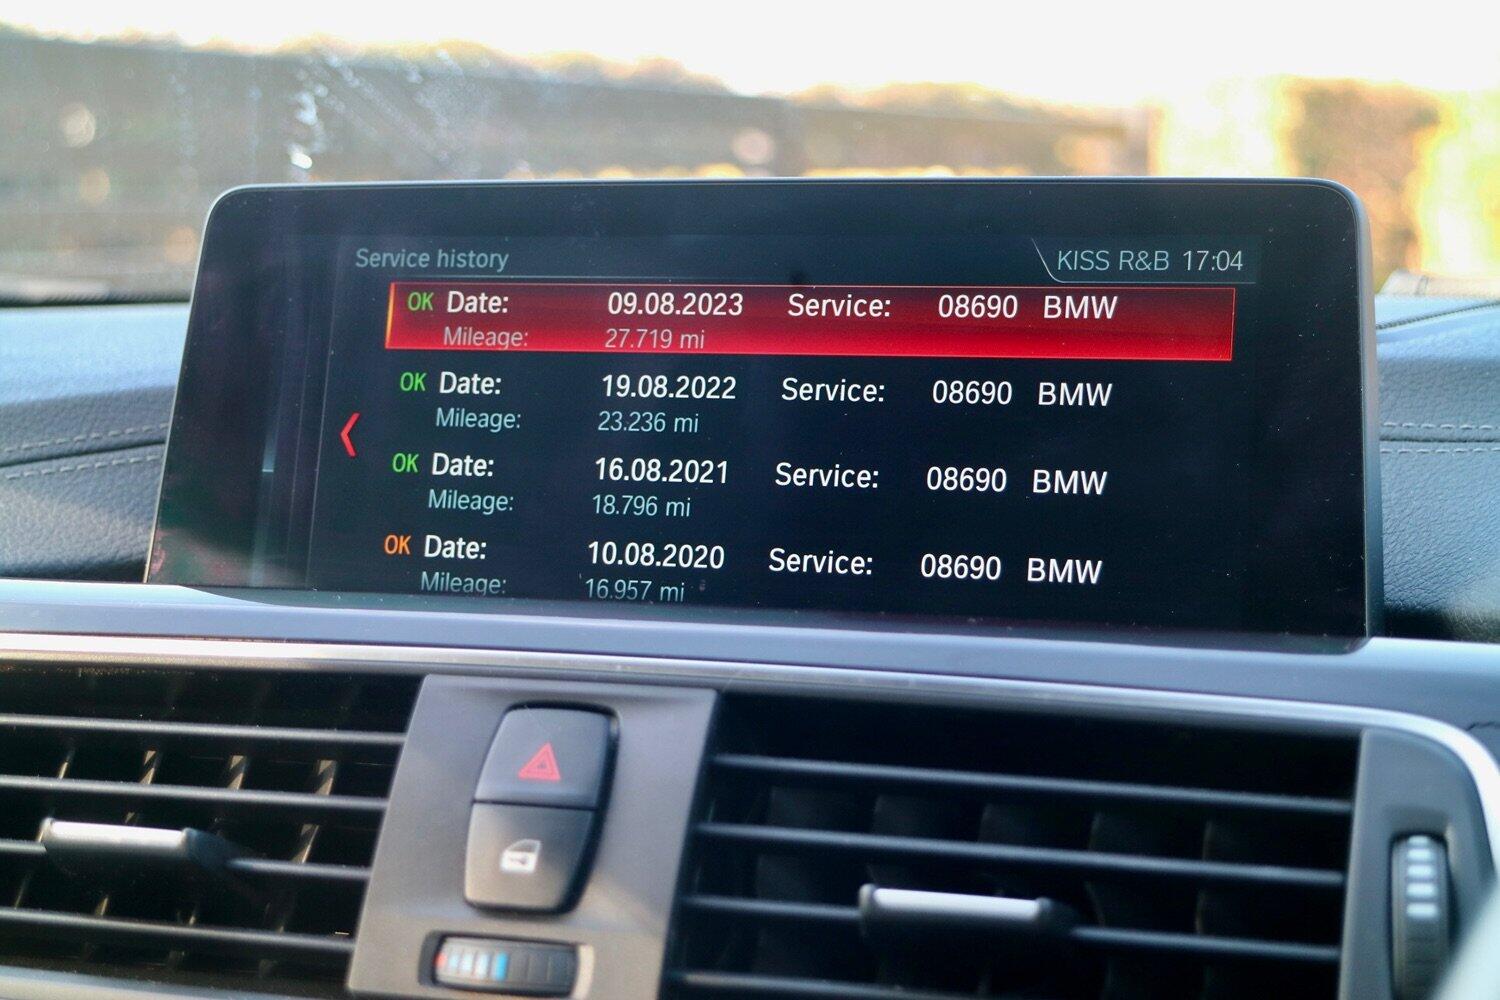 Service history KISS R&B 17:04
OK Date: 09.08.2023 Service: 08690 BMW
Mileage: 27.719 mi
OK Date: 19.08.2022 Service: 08690 BMW
Mileage: 23.236 mi
OK Date: 16.08.2021 Service: 08690 BMW
Mileage: 18.796 mi
OK Date: 10.08.2020 Service: 08690 BMW
Mileage: 16.957 mi